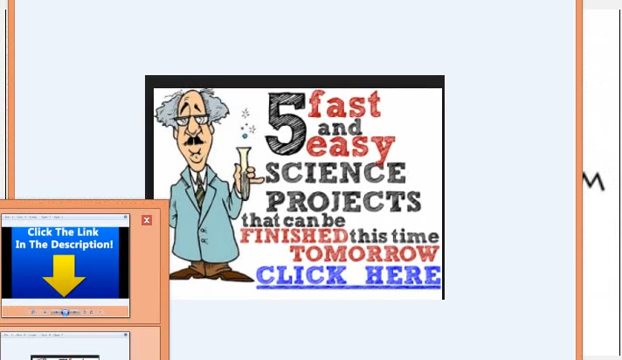 5 fast
and
easy
SCIENCE
PROJECTS
that can be
FINISHED this time
TOMORROW
CLICK HERE
Click The Link
In The Description!
M